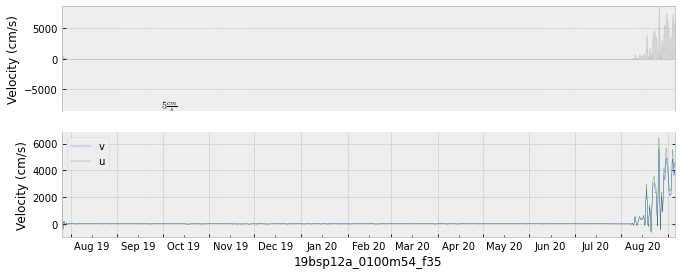 Velocity (cm/s)
5000
0
−5000
5 cm/s
Velocity (cm/s)
6000
4000
2000
0
v
u
Aug 19 Sep 19 Oct 19 Nov 19 Dec 19 Jan 20 Feb 20 Mar 20 Apr 20 May 20 Jun 20 Jul 20 Aug 20
19bsp12a_0100m54_f35